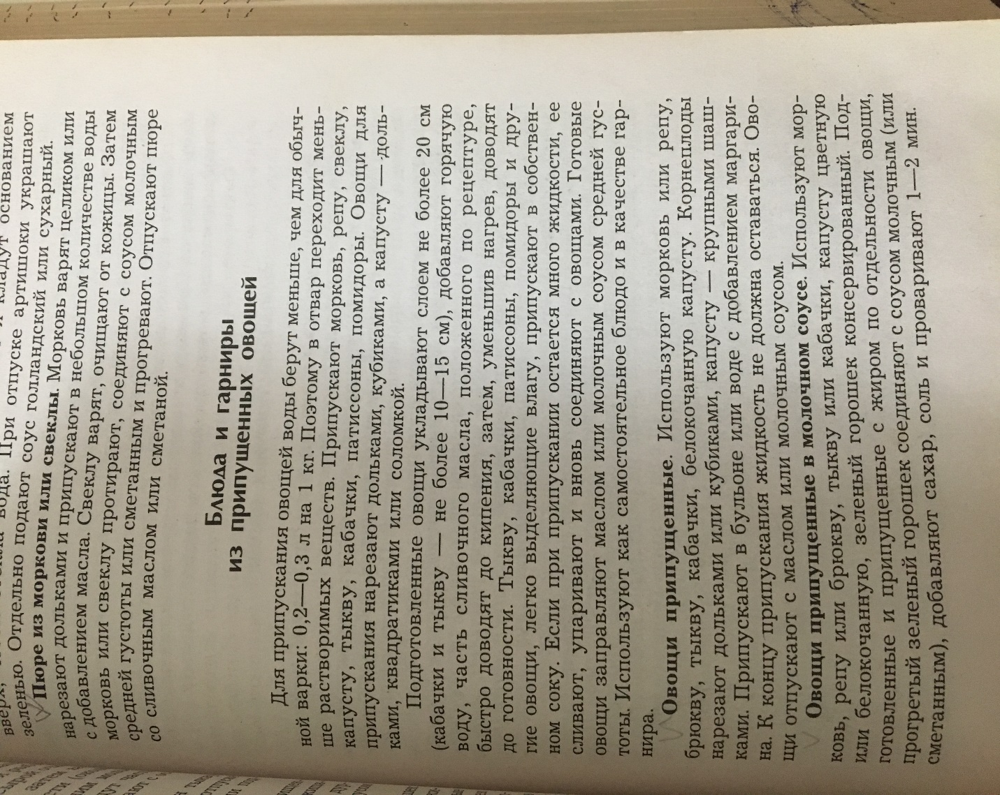 кладут основанием
вверх,
зеленью. Отдельно подают соус голландский или сухарный.
вода. При отпуске артишоки украшают
Пюре из моркови или свеклы. Морковь варят целиком или
нарезают дольками и припускают в небольшом количестве воды
с добавлением масла. Свеклу варят, очищают от кожицы. Затем
морковь или свеклу протирают, соединяют с соусом молочным
средней густоты или сметанным и прогревают. Отпускают пюре
со сливочным маслом или сметаной.
Блюда и гарниры
из припущенных овощей
Для припускания овощей воды берут меньше, чем для обыч-
ной варки: 0,2—0,3 л на 1 кг. Поэтому в отвар переходит мень-
ше растворимых веществ. Припускают морковь, репу, свеклу,
капусту, тыкву, кабачки, патиссоны, помидоры. Овощи для
припускания нарезают дольками, кубиками, а капусту — доль-
ками, квадратиками или соломкой.
Подготовленные овощи укладывают слоем не более 20 см
(кабачки и тыкву — не более 10—15 см), добавляют горячую
воду, часть сливочного масла, положенного по рецептуре,
быстро доводят до кипения, затем, уменьшив нагрев, доводят
до готовности. Тыкву, кабачки, патиссоны, помидоры и дру-
гие овощи, легко выделяющие влагу, припускают в собствен-
ном соку. Если при припускании остается много жидкости, ее
сливают, упаривают и вновь соединяют с овощами. Готовые
овощи заправляют маслом или молочным соусом средней гус-
тоты. Используют как самостоятельное блюдо и в качестве гар-
нира.
Овощи припущенные. Используют морковь или репу,
брюкву, тыкву, кабачки, белокочанную капусту. Корнеплоды
нарезают дольками или кубиками, капусту — крупными шаш-
ками. Припускают в бульоне или воде с добавлением маргари-
на. К концу припускания жидкость не должна оставаться. Ово-
щи отпускают с маслом или молочным соусом.
Овощи припущенные в молочном соусе. Используют мор-
ковь, репу или брюкву, тыкву или кабачки, капусту цветную
или белокочанную, зеленый горошек консервированный. Под-
готовленные и припущенные с жиром по отдельности овощи,
прогретый зеленый горошек соединяют с соусом молочным (или
сметанным), добавляют сахар, соль и проваривают 1—2 мин.